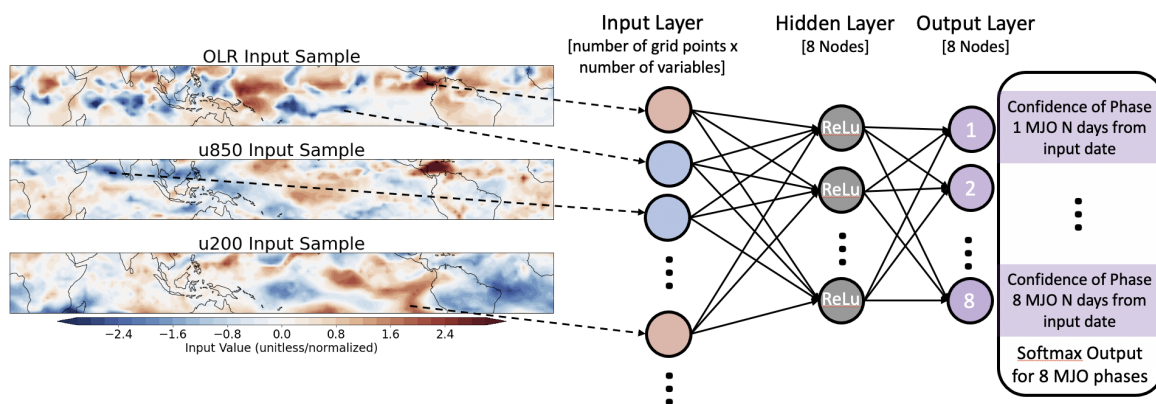 OLR Input Sample
u850 Input Sample
u200 Input Sample
−2.4 −1.6 −0.8 0.0 0.8 1.6 2.4
Input Value (unitless/normalized)
Input Layer
[number of grid points x
number of variables]
Hidden Layer
[8 Nodes]
Output Layer
[8 Nodes]
ReLu
ReLu
ReLu
1
2
8
Confidence of Phase
1 MJO N days from
input date
Confidence of Phase
8 MJO N days from
input date
Softmax Output
for 8 MJO phases